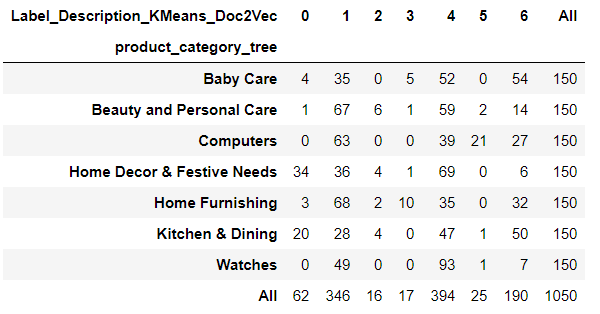 Label_Description_KMeans_Doc2Vec 0 1 2 3 4 5 6 All
product_category_tree
Baby Care 4 35 0 5 52 0 54 150
Beauty and Personal Care 1 67 6 1 59 2 14 150
Computers 0 63 0 0 39 21 27 150
Home Decor & Festive Needs 34 36 4 1 69 0 6 150
Home Furnishing 3 68 2 10 35 0 32 150
Kitchen & Dining 20 28 4 0 47 1 50 150
Watches 0 49 0 0 93 1 7 150
All 62 346 16 17 394 25 190 1050